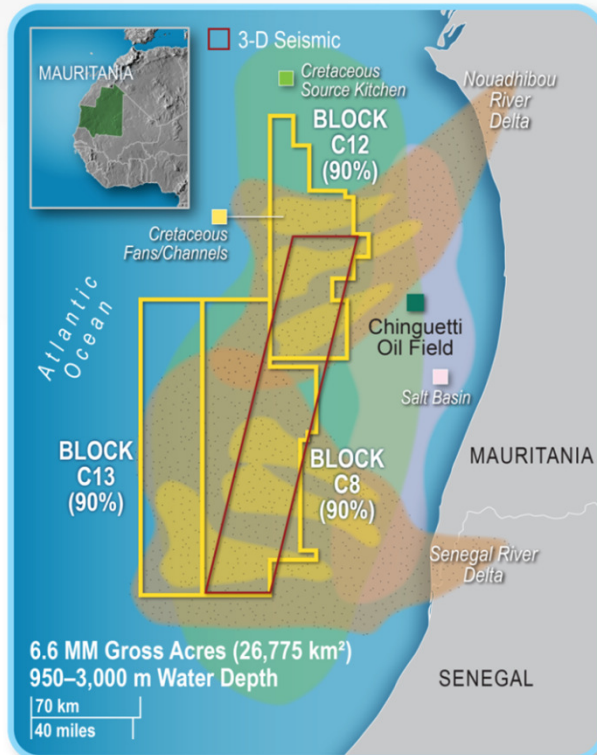 MAURITANIA
3-D Seismic
Cretaceous
Source Kitchen
Nouadhibou
River
Delta
BLOCK
C12
(90%)
Cretaceous
Fans/Channels
Atlantic
Ocean
Chinguetti
Oil Field
Salt Basin
BLOCK
C13
(90%)
BLOCK
C8
(90%)
MAURITANIA
Senegal River
Delta
6.6 MM Gross Acres (26,775 km²)
950–3,000 m Water Depth
SENEGAL
70 km
40 miles